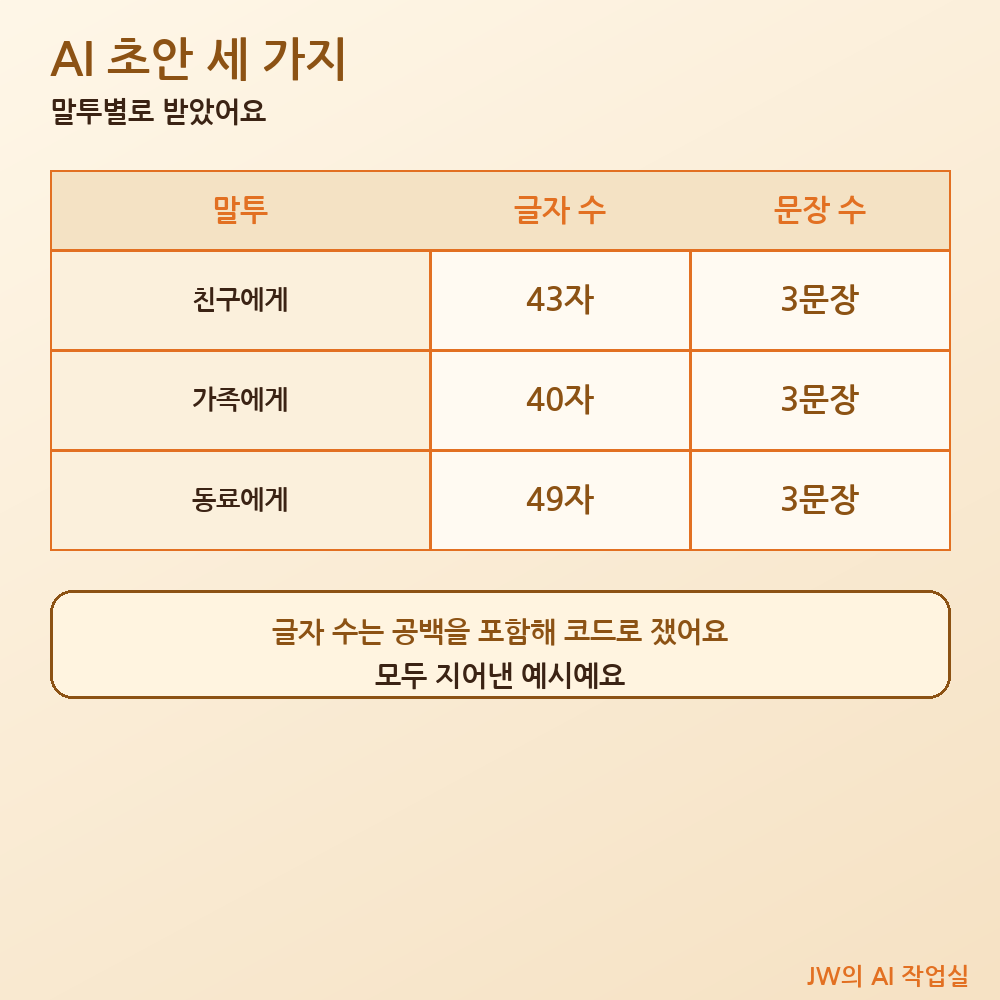 AI 초안 세 가지
말투별로 받았어요
말투 글자 수 문장 수
친구에게 43자 3문장
가족에게 40자 3문장
동료에게 49자 3문장
글자 수는 공백을 포함해 코드로 쟀어요
모두 지어낸 예시예요
JW의 AI 작업실